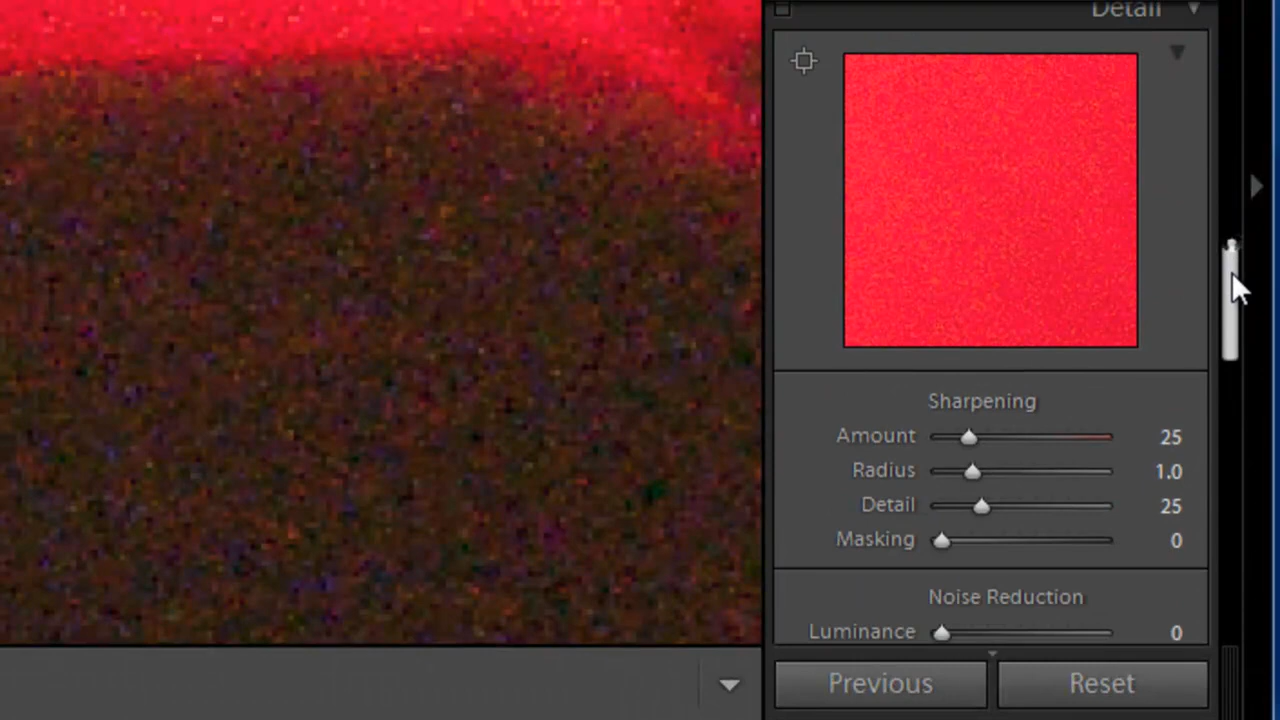 Detail
Sharpening
Amount 25
Radius 1.0
Detail 25
Masking 0
Noise Reduction
Luminance 0
Previous Reset